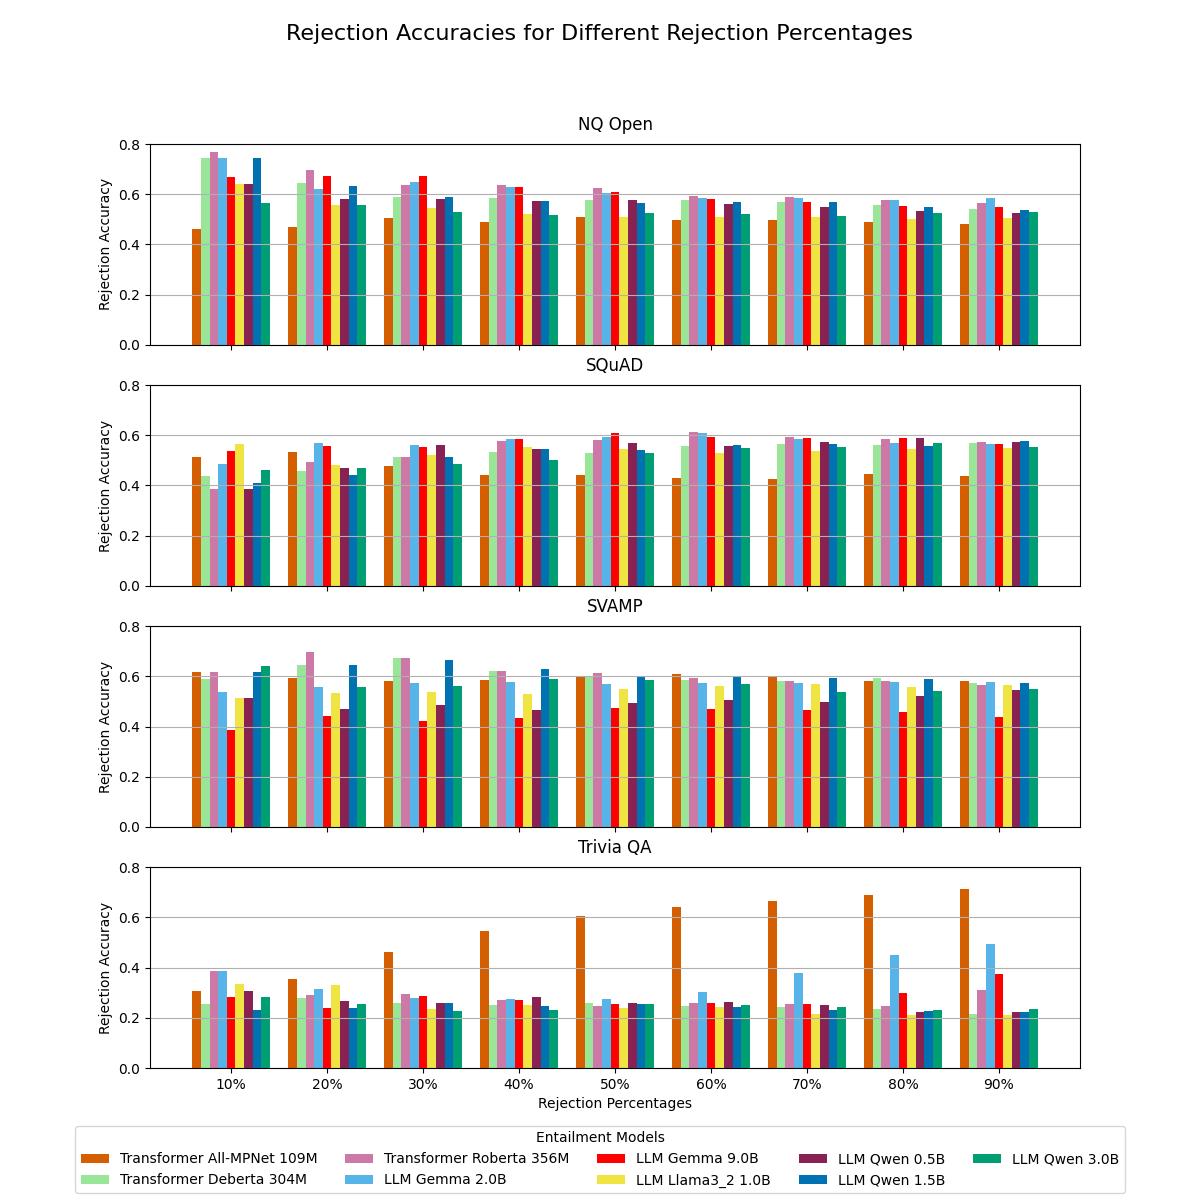 Rejection Accuracies for Different Rejection Percentages
NQ Open
0.8
0.6
0.4
0.2
0.0
Rejection Accuracy
SQuAD
0.8
0.6
0.4
0.2
0.0
Rejection Accuracy
SVAMP
0.8
0.6
0.4
0.2
0.0
Rejection Accuracy
Trivia QA
0.8
0.6
0.4
0.2
0.0
Rejection Accuracy
10% 20% 30% 40% 50% 60% 70% 80% 90%
Rejection Percentages
Entailment Models
Transformer All-MPNet 109M Transformer Roberta 356M LLM Gemma 9.0B LLM Qwen 0.5B LLM Qwen 3.0B
Transformer Deberta 304M LLM Gemma 2.0B LLM Llama3_2 1.0B LLM Qwen 1.5B